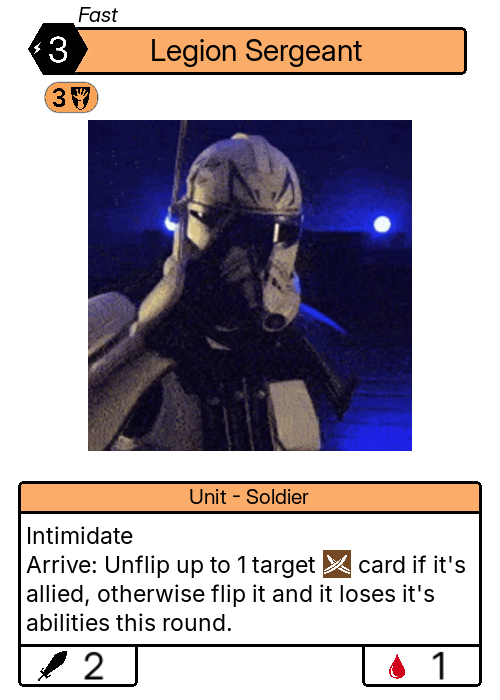 Fast
3
Legion Sergeant
3
Unit - Soldier
Intimidate
Arrive: Unflip up to 1 target card if it's
allied, otherwise flip it and it loses it's
abilities this round.
2
1